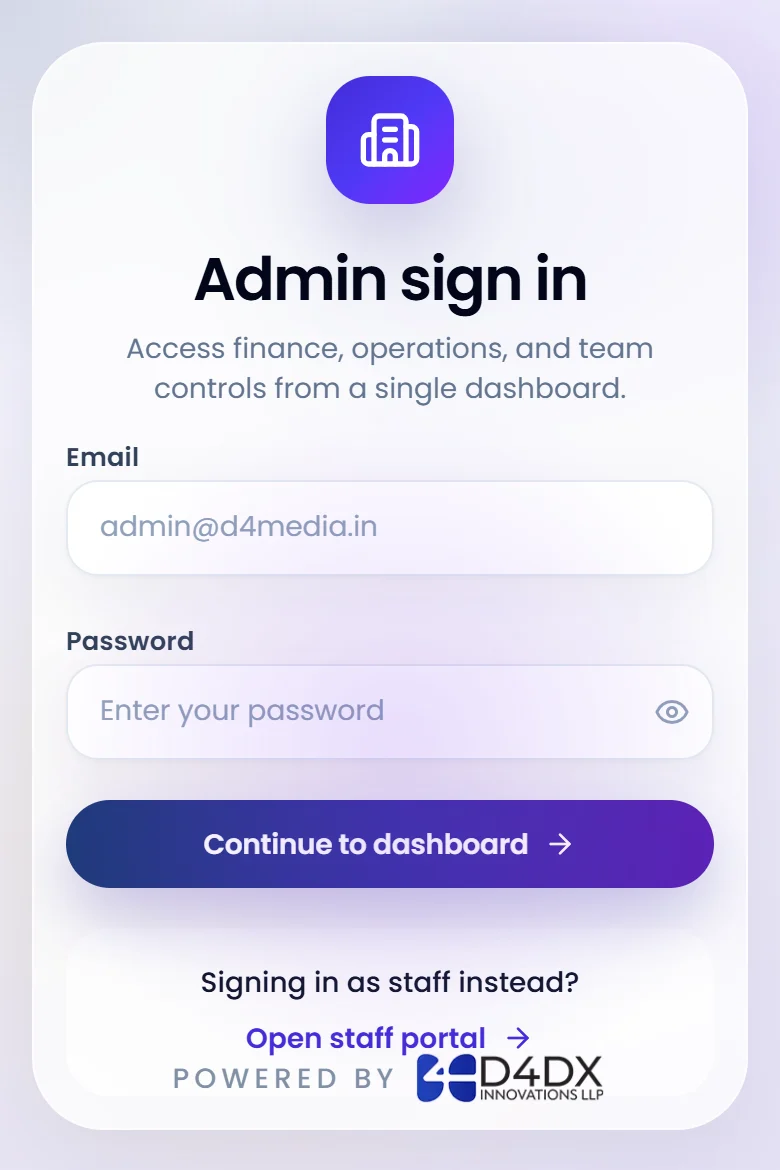 Admin sign in
Access finance, operations, and team
controls from a single dashboard.
Email
admin@d4media.in
Password
Enter your password
Continue to dashboard
Signing in as staff instead?
Open staff portal
POWERED BY D4DX
INNOVATIONS LLP